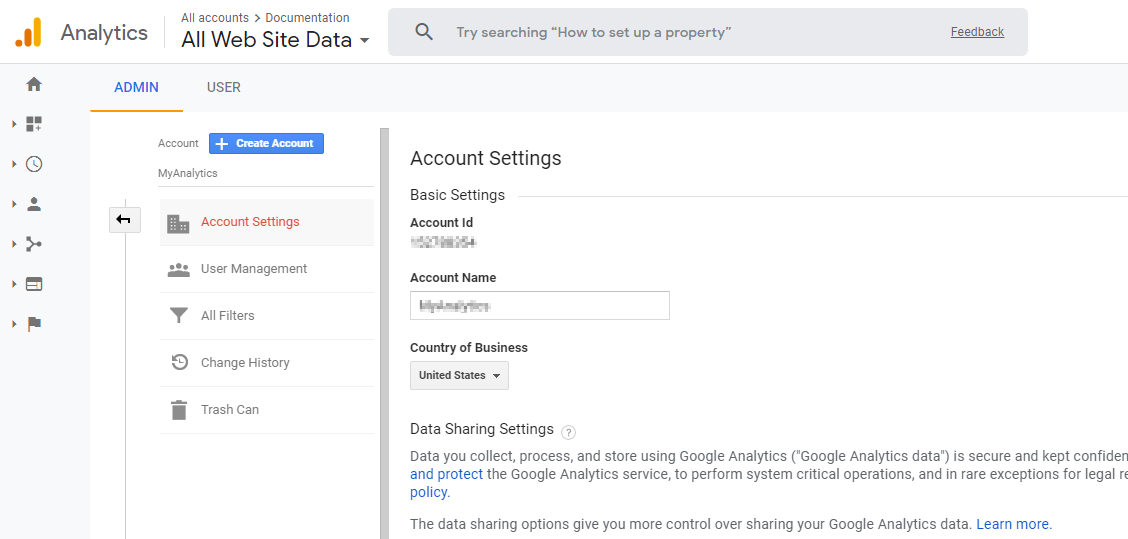 Analytics
All accounts > Documentation
All Web Site Data
Try searching “How to set up a property”
Feedback
ADMIN
USER
Account
Create Account
MyAnalytics
Account Settings
User Management
All Filters
Change History
Trash Can
Account Settings
Basic Settings
Account Id
Account Name
Country of Business
United States
Data Sharing Settings ?
Data you collect, process, and store using Google Analytics ("Google Analytics data") is secure and kept confiden
and protect the Google Analytics service, to perform system critical operations, and in rare exceptions for legal re
policy.
The data sharing options give you more control over sharing your Google Analytics data. Learn more.